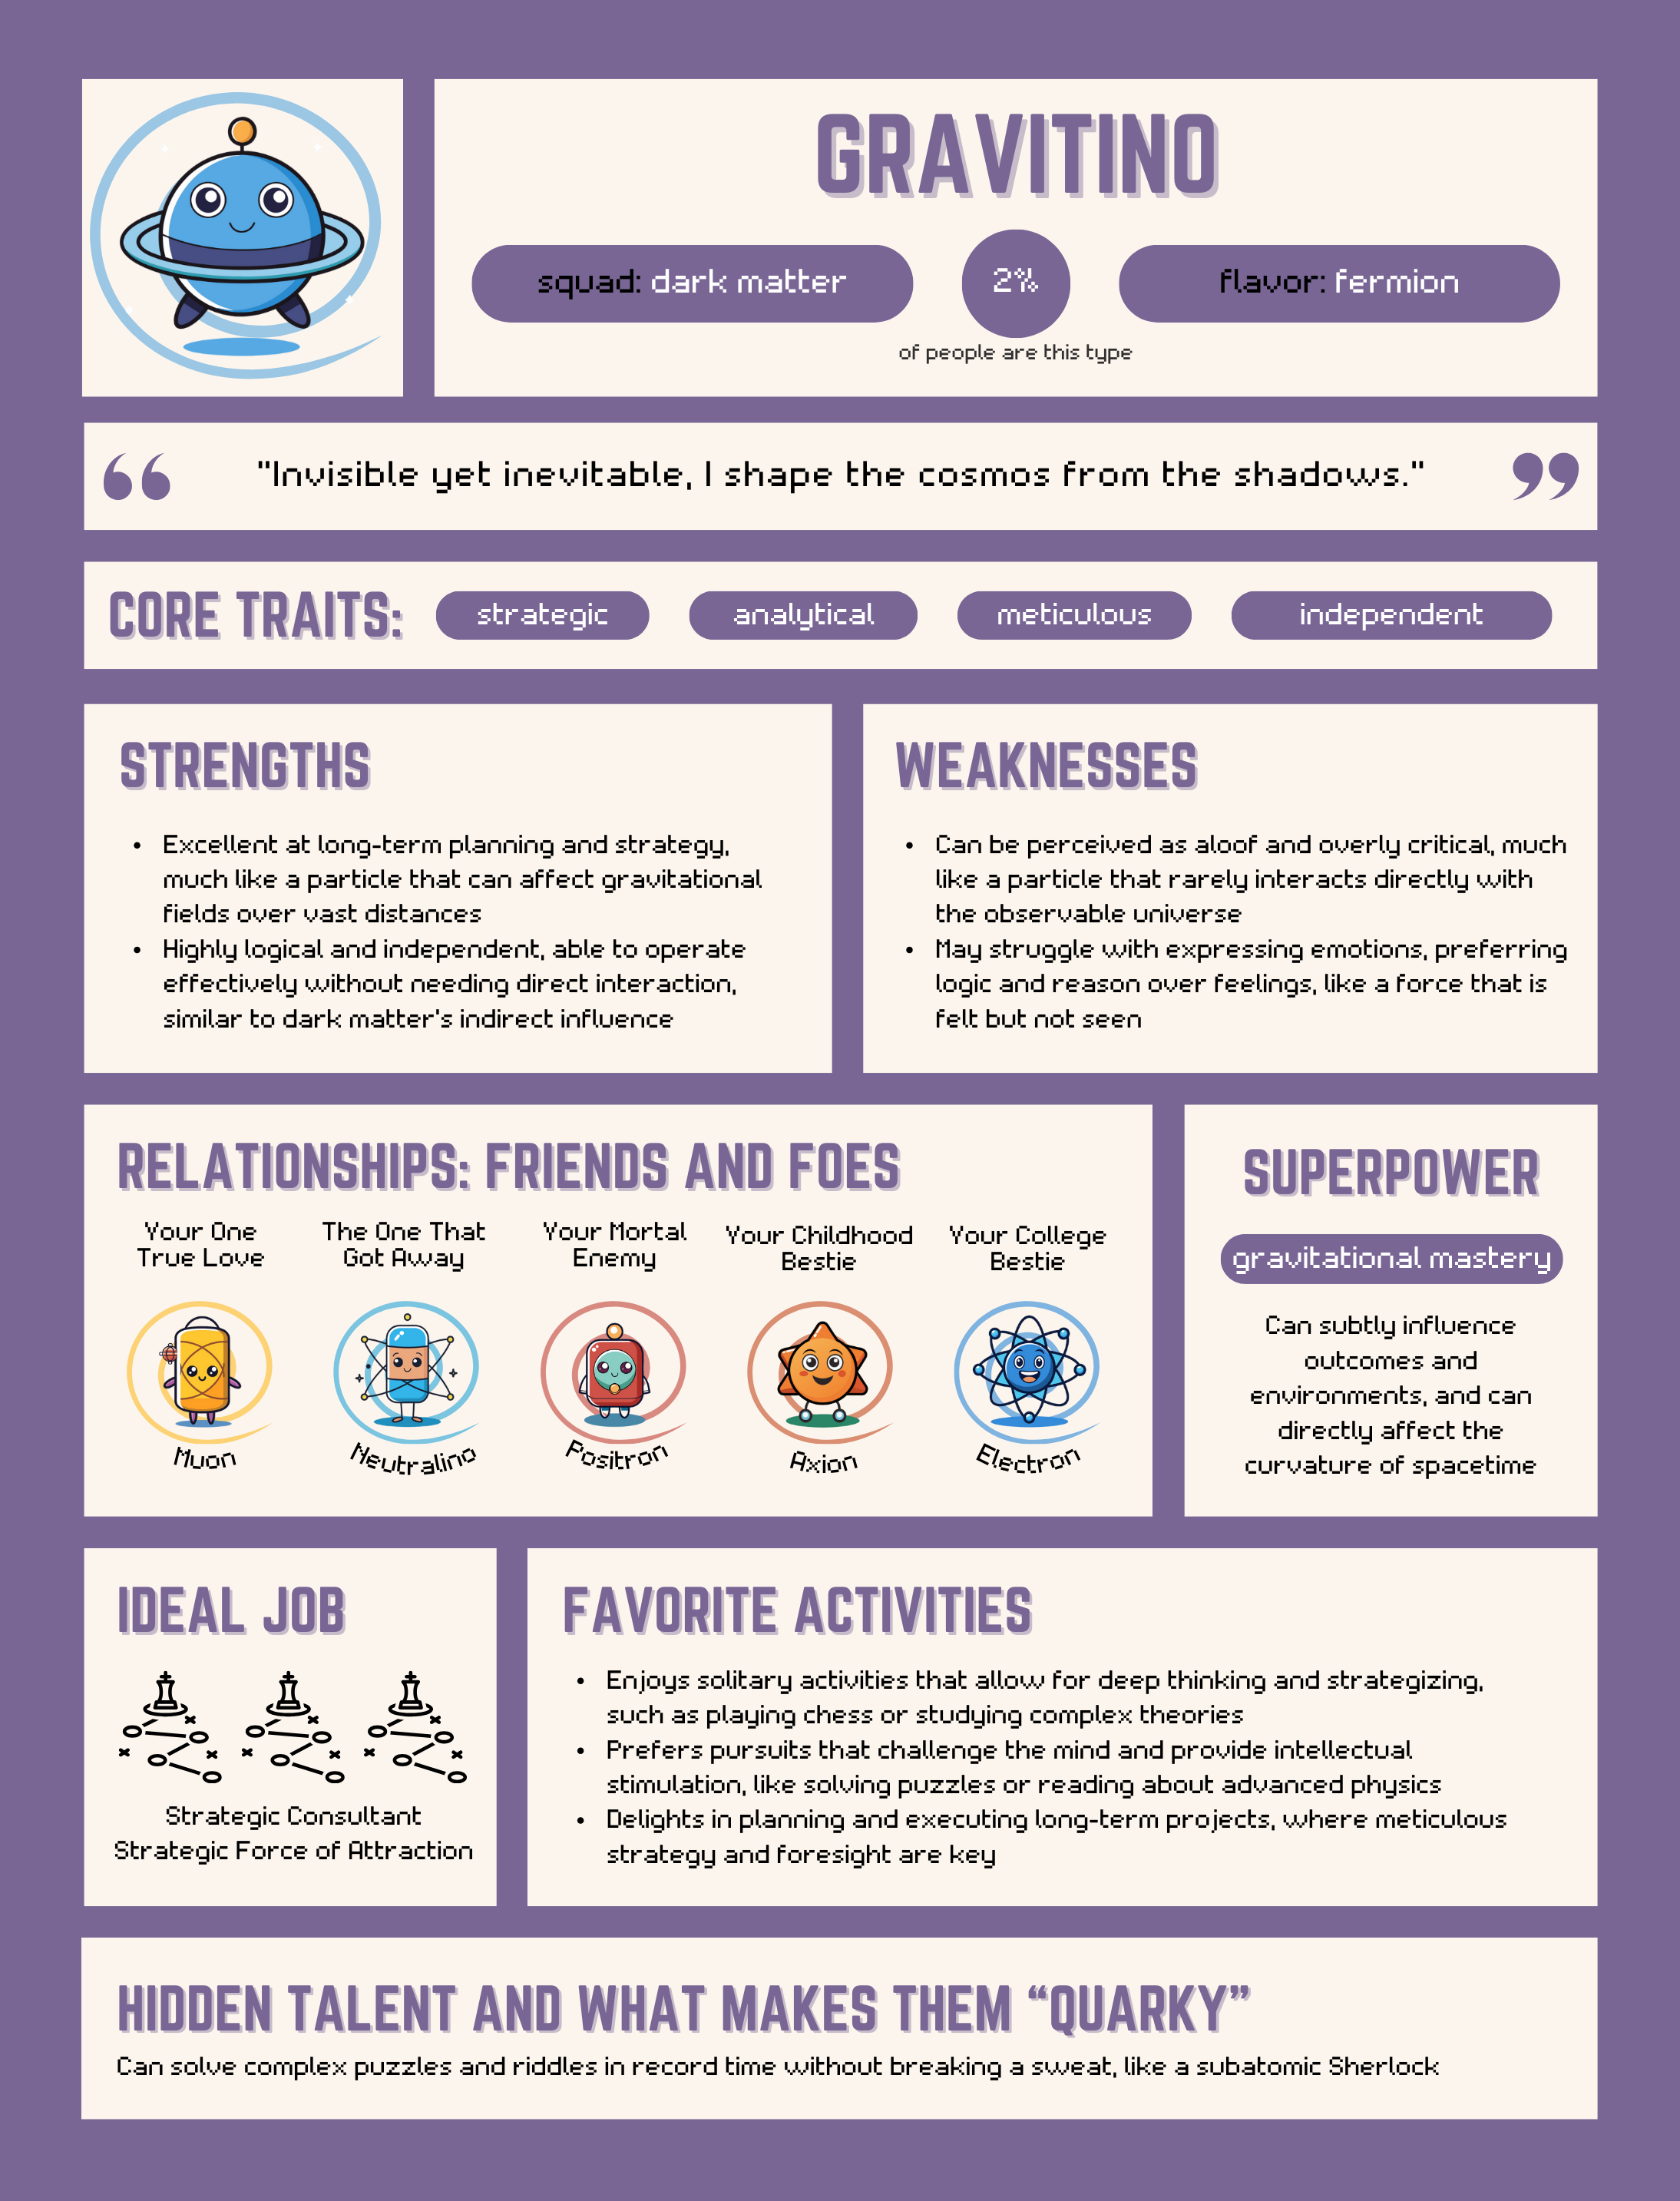 GRAVITINO
squad: dark matter
2%
flavor: fermion
of people are this type
"Invisible yet inevitable, I shape the cosmos from the shadows."
CORE TRAITS:
strategic
analytical
meticulous
independent
STRENGTHS
• Excellent at long-term planning and strategy,
much like a particle that can affect gravitational
fields over vast distances
• Highly logical and independent, able to operate
effectively without needing direct interaction,
similar to dark matter's indirect influence
WEAKNESSES
• Can be perceived as aloof and overly critical, much
like a particle that rarely interacts directly with
the observable universe
• May struggle with expressing emotions, preferring
logic and reason over feelings, like a force that is
felt but not seen
RELATIONSHIPS: FRIENDS AND FOES
Your One
True Love
Muon
The One That
Got Away
Neutralino
Your Mortal
Enemy
Positron
Your Childhood
Bestie
Axion
Your College
Bestie
Electron
SUPERPOWER
gravitational mastery
Can subtly influence
outcomes and
environments, and can
directly affect the
curvature of spacetime
IDEAL JOB
Strategic Consultant
Strategic Force of Attraction
FAVORITE ACTIVITIES
• Enjoys solitary activities that allow for deep thinking and strategizing,
such as playing chess or studying complex theories
• Prefers pursuits that challenge the mind and provide intellectual
stimulation, like solving puzzles or reading about advanced physics
• Delights in planning and executing long-term projects, where meticulous
strategy and foresight are key
HIDDEN TALENT AND WHAT MAKES THEM “QUARKY”
Can solve complex puzzles and riddles in record time without breaking a sweat, like a subatomic Sherlock